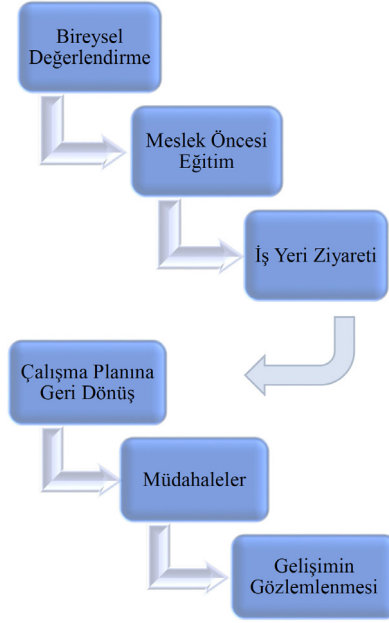 Bireysel
Değerlendirme
Meslek Öncesi
Eğitim
İş Yeri Ziyareti
Çalışma Planına
Geri Dönüş
Müdahaleler
Gelişimin
Gözlemlenmesi